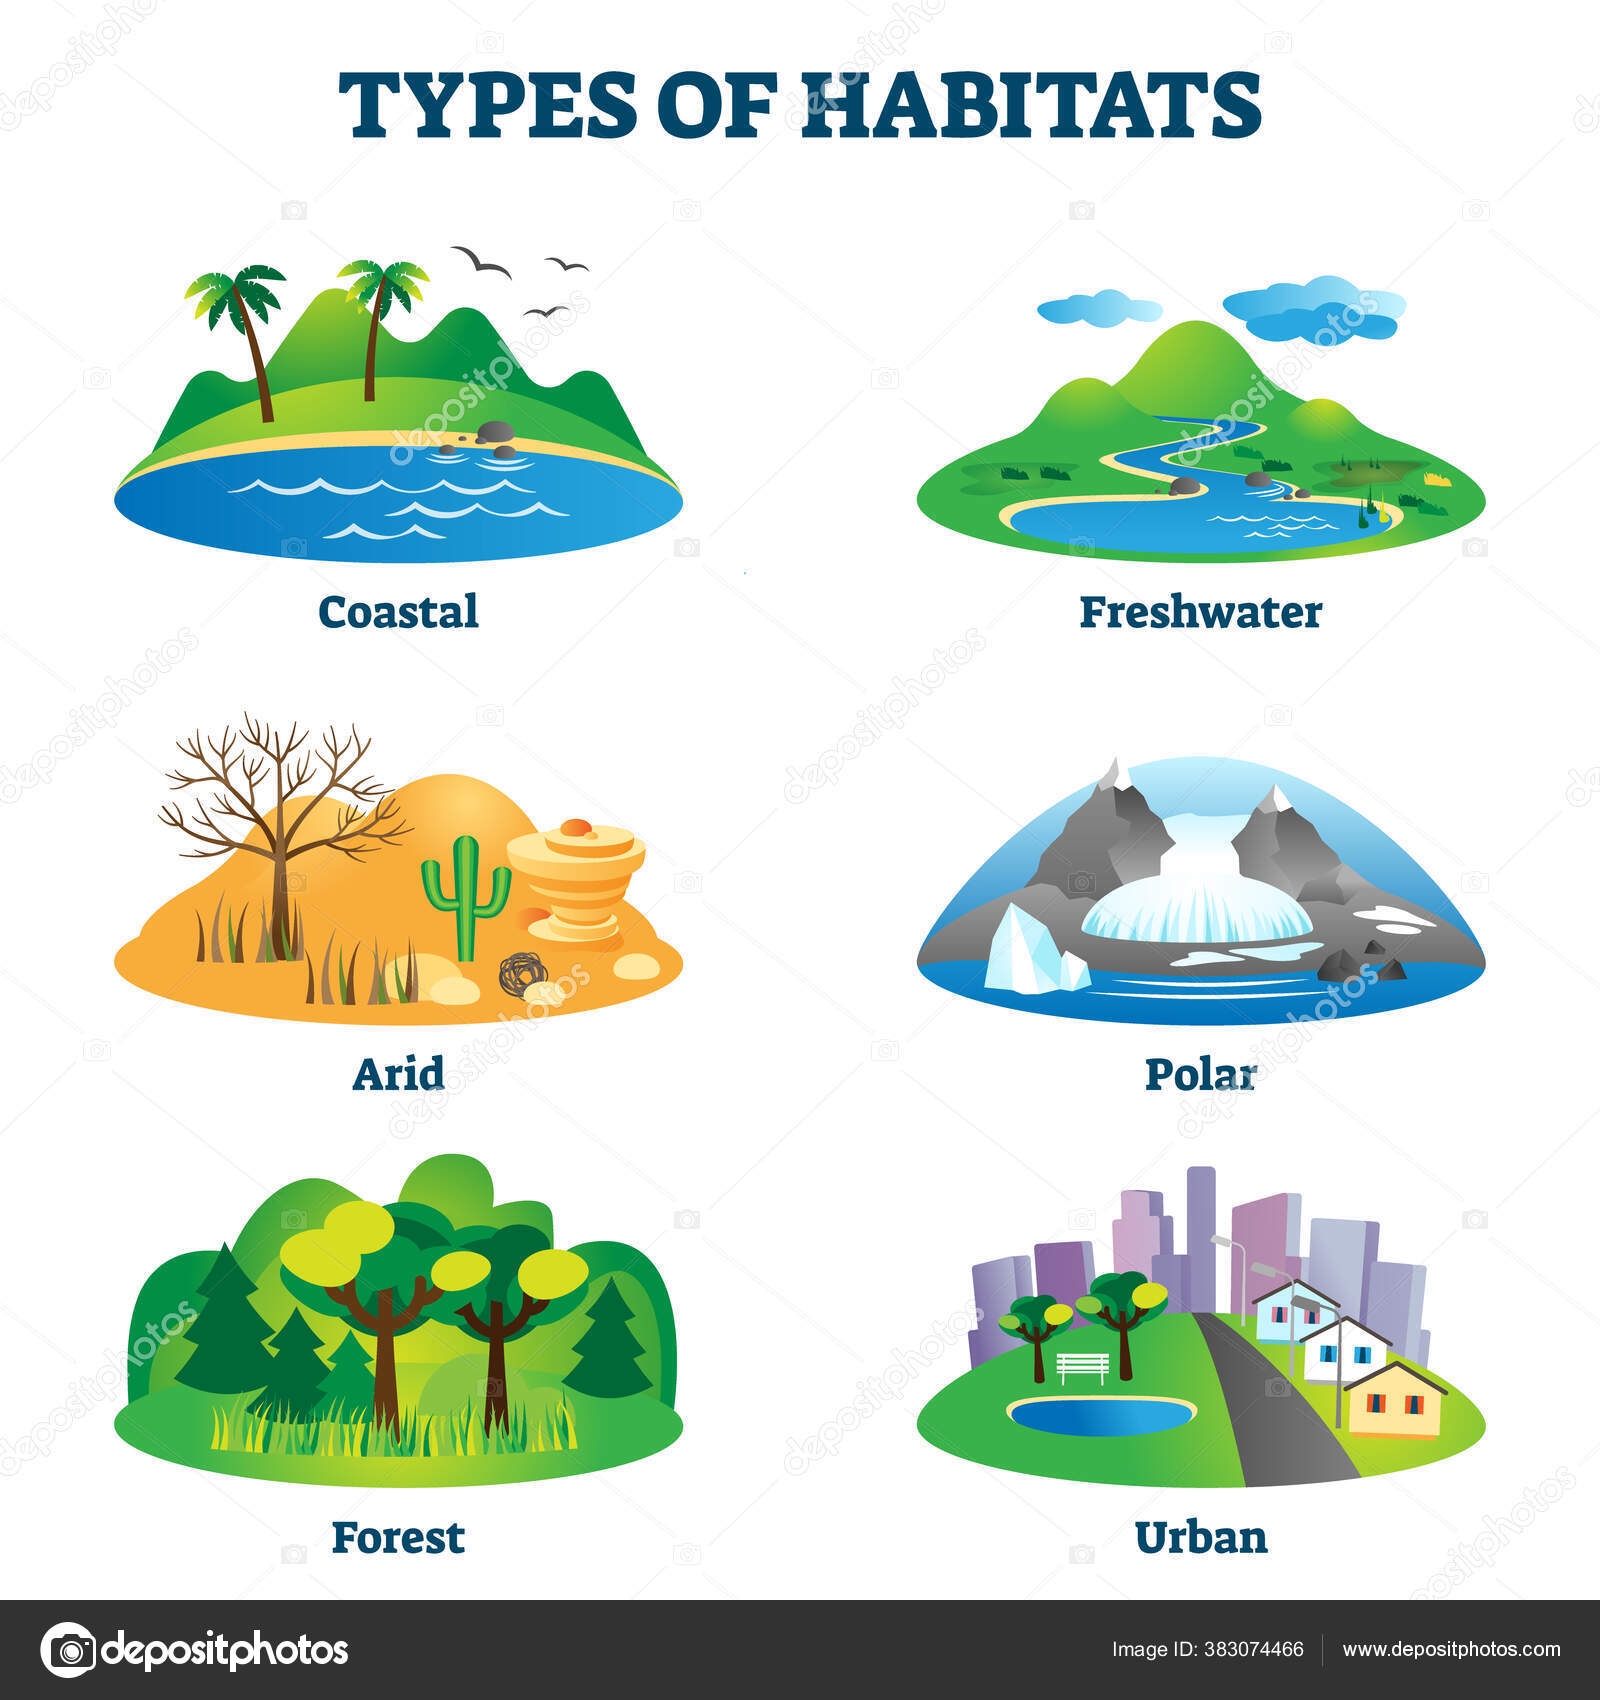 TYPES OF HABITATS
Coastal
Freshwater
Arid
Polar
Forest
Urban
depositphotos
Image ID: 383074466
www.depositphotos.com